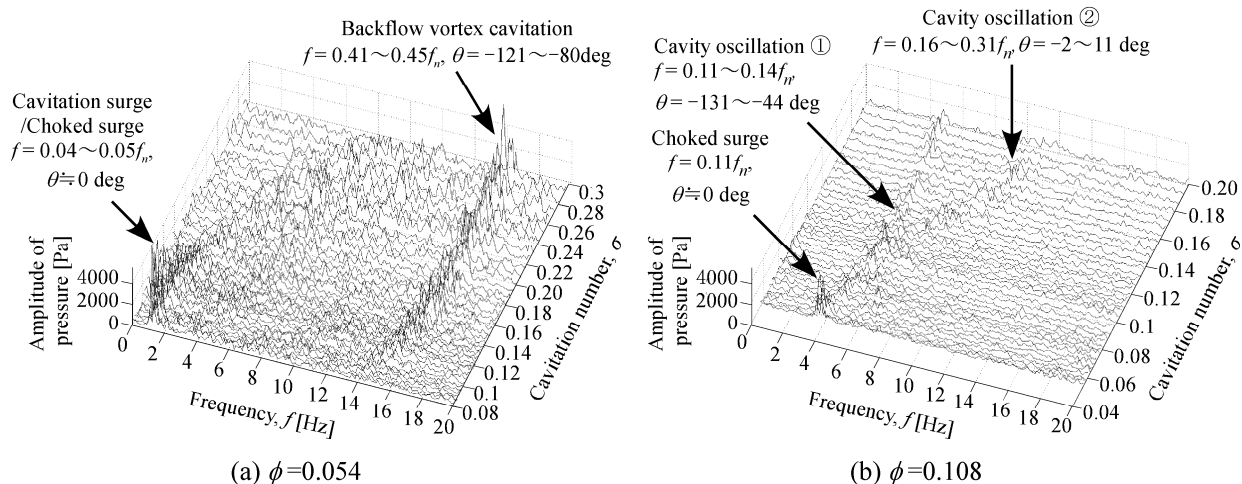 Backflow vortex cavitation
f = 0.41～0.45fn, θ = −121～−80deg
Cavitation surge
/Choked surge
f = 0.04～0.05fn,
θ≒0 deg
Amplitude of
pressure [Pa]
4000
2000
0
0
2
4
6
8
10
12
14
16
18
20
Frequency, f [Hz]
0.3
0.28
0.26
0.24
0.22
0.20
0.18
0.16
0.14
0.12
0.1
0.08
Cavitation number, σ
(a) ϕ=0.054
Cavity oscillation ②
f = 0.16～0.31fn, θ = −2～11 deg
Cavity oscillation ①
f = 0.11～0.14fn,
θ = −131～−44 deg
Choked surge
f = 0.11fn,
θ≒0 deg
Amplitude of
pressure [Pa]
4000
2000
0
0
2
4
6
8
10
12
14
16
18
20
Frequency, f [Hz]
0.20
0.18
0.16
0.14
0.12
0.1
0.08
0.06
0.04
Cavitation number, σ
(b) ϕ=0.108